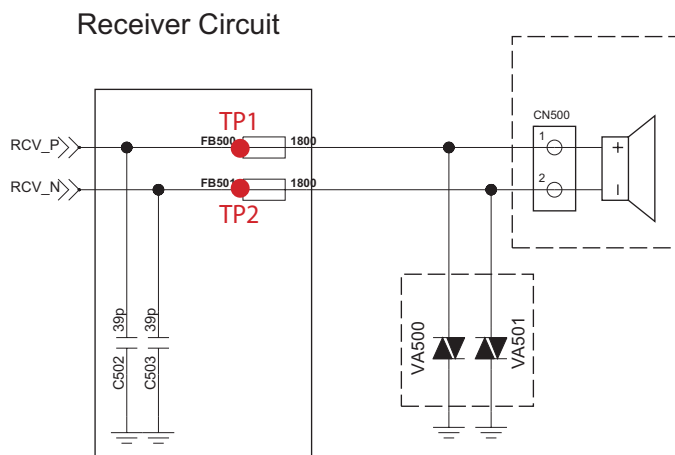 Receiver Circuit
CN500
TP1
RCV_P
FB500
1800
1
+
RCV_N
FB501
1800
2
–
TP2
39p
39p
C502
C503
VA500
VA501